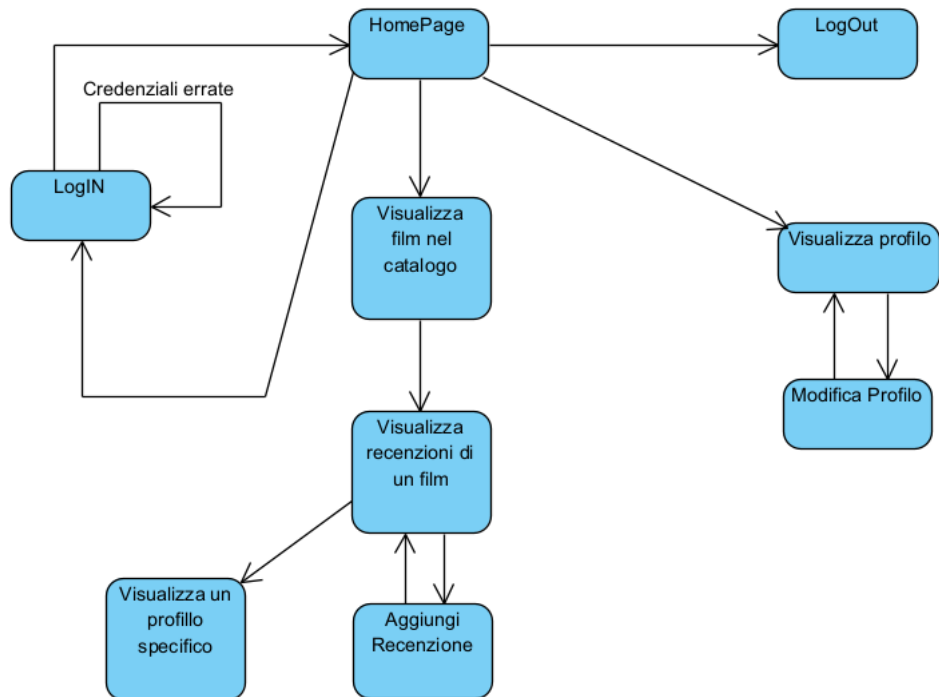 HomePage
LogOut
Credenziali errate
LogIN
Visualizza
film nel
catalogo
Visualizza profilo
Modifica Profilo
Visualizza
recenzioni di
un film
Visualizza un
profillo
specifico
Aggiungi
Recenzione